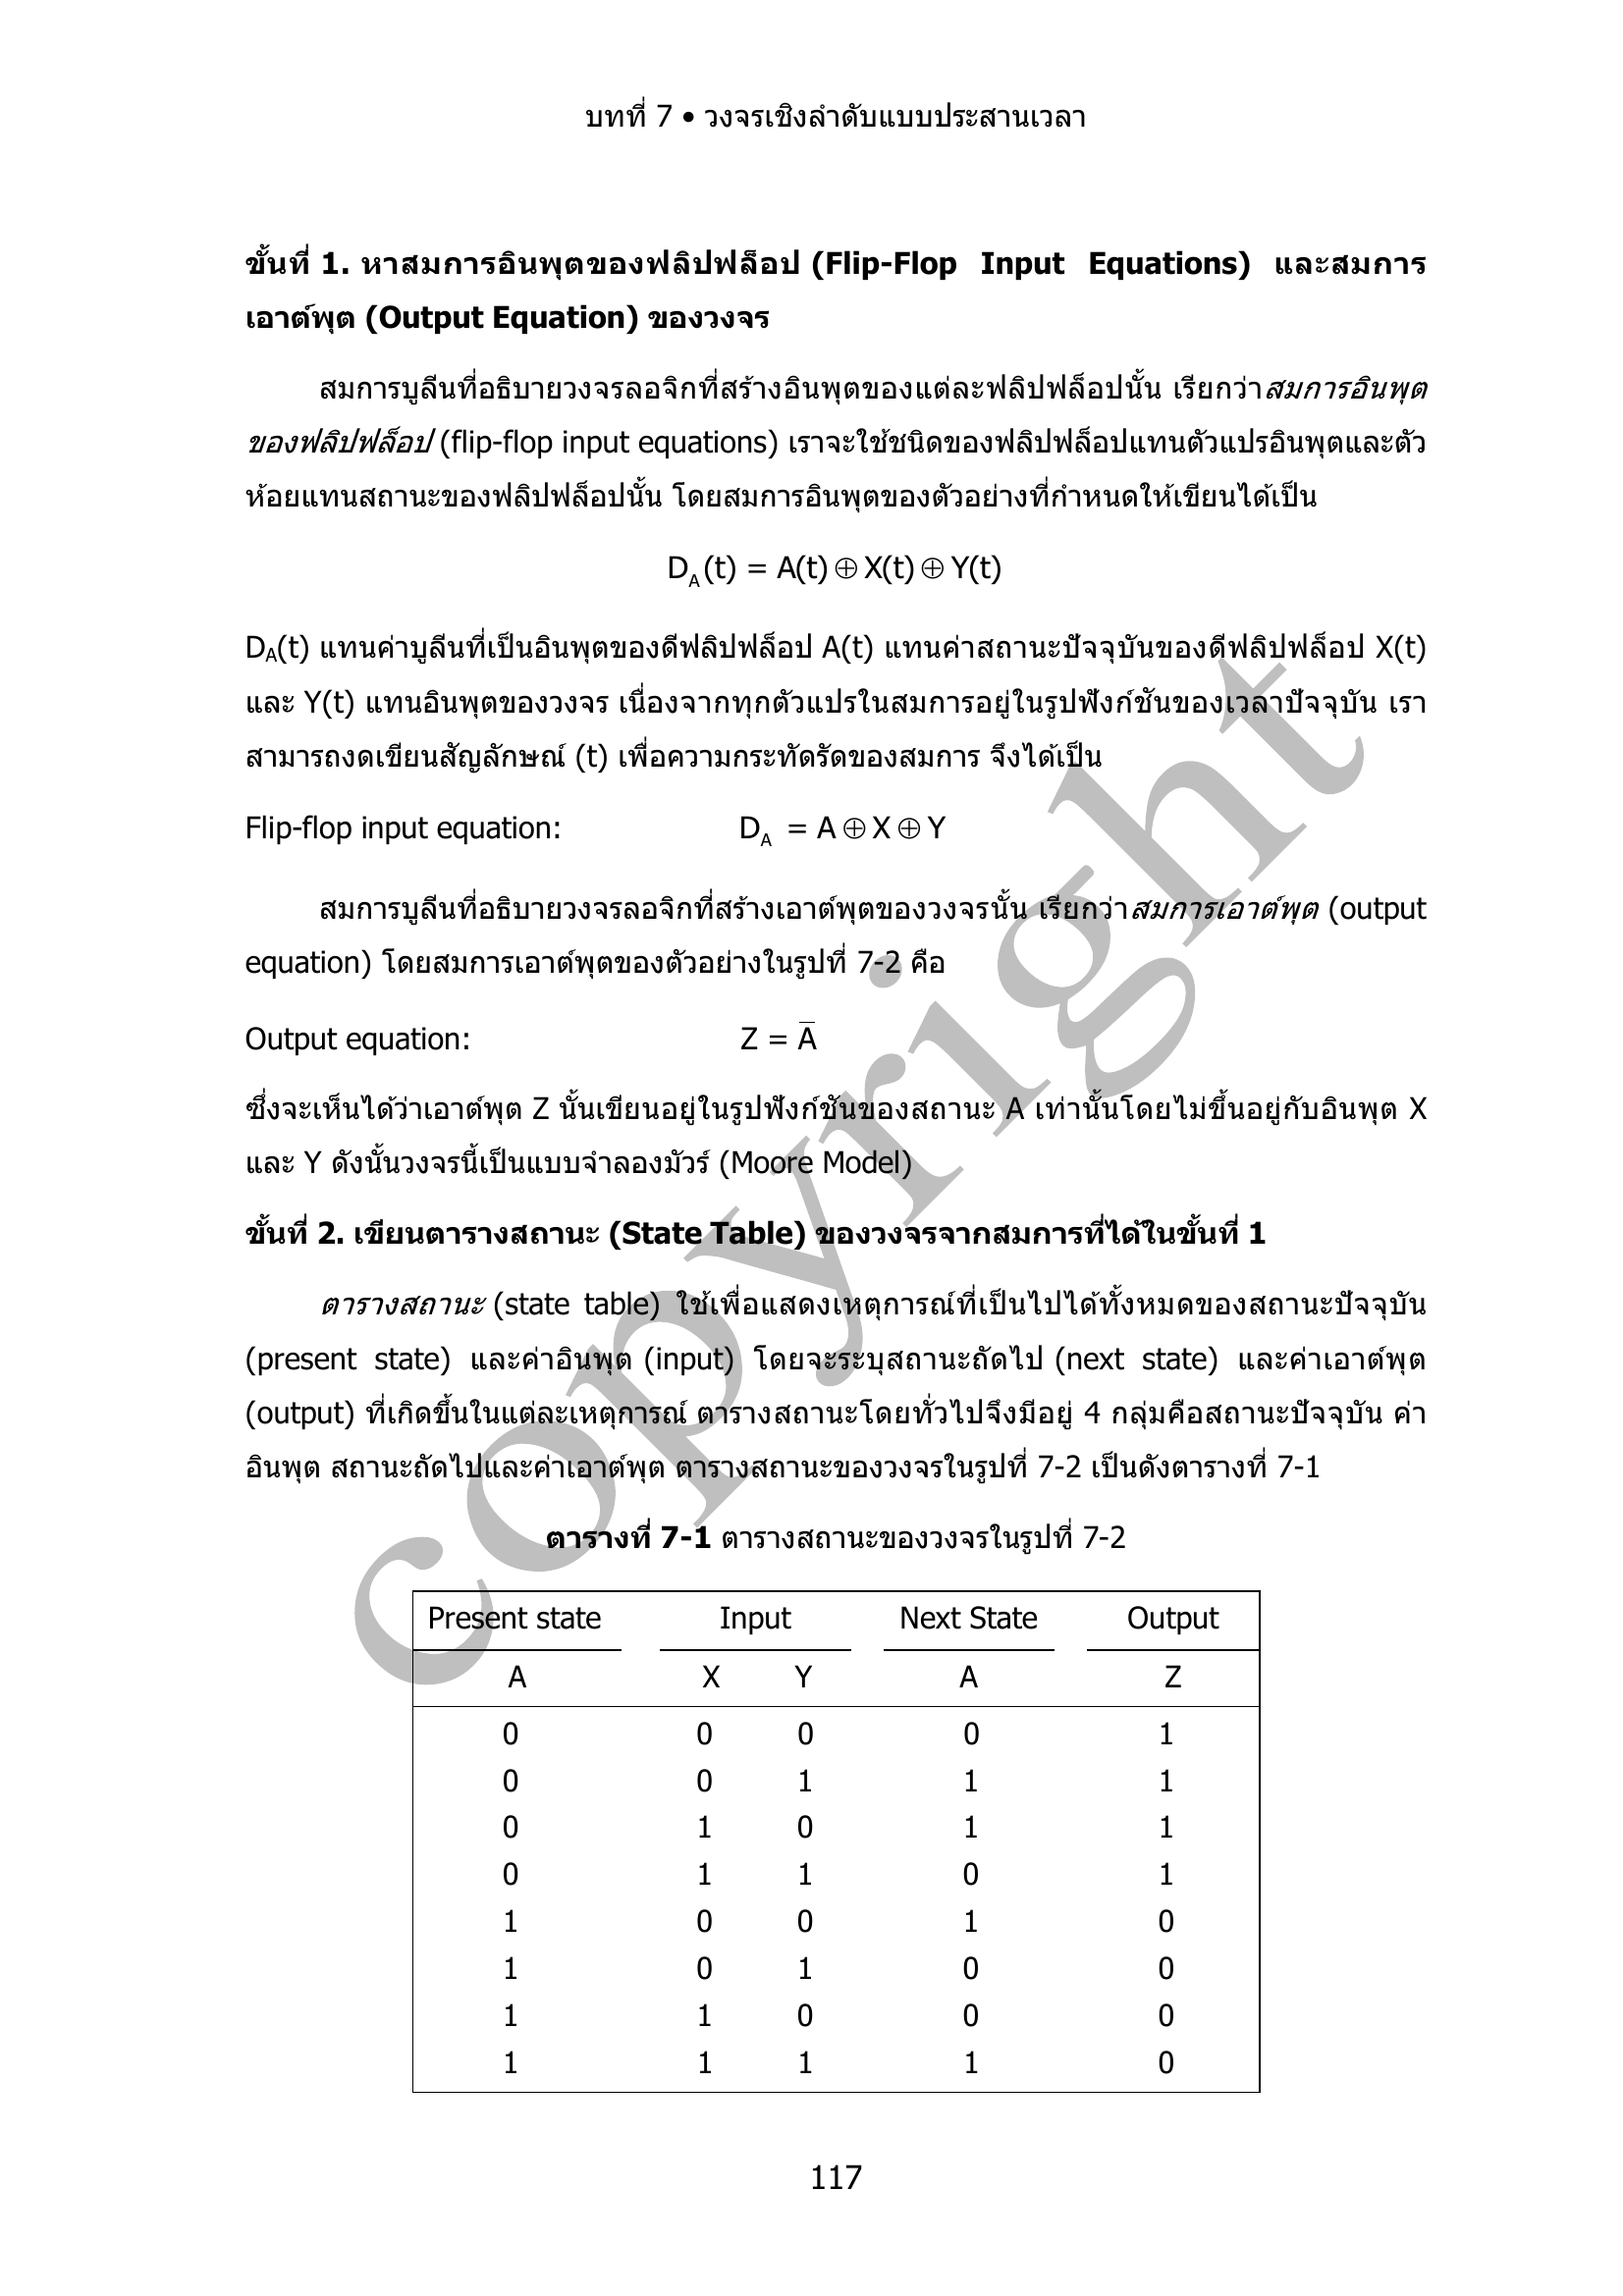 บทที่ 7 • วงจรเชิงลำดับแบบประสานเวลา
ขั้นที่ 1. หาสมการอินพุตของฟลิปฟล็อป (Flip-Flop Input Equations) และสมการ
เอาต์พุต (Output Equation) ของวงจร
สมการบูลีนที่อธิบายวงจรลอจิกที่สร้างอินพุตของแต่ละฟลิปฟล็อปนั้น เรียกว่าสมการอินพุต
ของฟลิปฟล็อป (flip-flop input equations) เราจะใช้ชนิดของฟลิปฟล็อปแทนตัวแปรอินพุตและตัว
ห้อยแทนสถานะของฟลิปฟล็อปนั้น โดยสมการอินพุตของตัวอย่างที่กำหนดให้เขียนได้เป็น
D_A(t) = A(t) ⊕ X(t) ⊕ Y(t)
D_A(t) แทนค่าบูลีนที่เป็นอินพุตของดีฟลิปฟล็อป A(t) แทนค่าสถานะปัจจุบันของดีฟลิปฟล็อป X(t)
และ Y(t) แทนอินพุตของวงจร เนื่องจากทุกตัวแปรในสมการอยู่ในรูปฟังก์ชันของเวลาปัจจุบัน เรา
สามารถงดเขียนสัญลักษณ์ (t) เพื่อความกระทัดรัดของสมการ จึงได้เป็น
Flip-flop input equation: D_A = A ⊕ X ⊕ Y
สมการบูลีนที่อธิบายวงจรลอจิกที่สร้างเอาต์พุตของวงจรนั้น เรียกว่าสมการเอาต์พุต (output
equation) โดยสมการเอาต์พุตของตัวอย่างในรูปที่ 7-2 คือ
Output equation: Z = A̅
ซึ่งจะเห็นได้ว่าเอาต์พุต Z นั้นเขียนอยู่ในรูปฟังก์ชันของสถานะ A เท่านั้นโดยไม่ขึ้นอยู่กับอินพุต X
และ Y ดังนั้นวงจรนี้เป็นแบบจำลองมัวร์ (Moore Model)
ขั้นที่ 2. เขียนตารางสถานะ (State Table) ของวงจรจากสมการที่ได้ในขั้นที่ 1
ตารางสถานะ (state table) ใช้เพื่อแสดงเหตุการณ์ที่เป็นไปได้ทั้งหมดของสถานะปัจจุบัน
(present state) และค่าอินพุต (input) โดยจะระบุสถานะถัดไป (next state) และค่าเอาต์พุต
(output) ที่เกิดขึ้นในแต่ละเหตุการณ์ ตารางสถานะโดยทั่วไปจึงมีอยู่ 4 กลุ่มคือสถานะปัจจุบัน ค่า
อินพุต สถานะถัดไปและค่าเอาต์พุต ตารางสถานะของวงจรในรูปที่ 7-2 เป็นดังตารางที่ 7-1
ตารางที่ 7-1 ตารางสถานะของวงจรในรูปที่ 7-2
Present state Input Next State Output
A X Y A Z
0 0 0 0 1
0 0 1 1 1
0 1 0 1 1
0 1 1 0 1
1 0 0 1 0
1 0 1 0 0
1 1 0 0 0
1 1 1 1 0
117
copyright